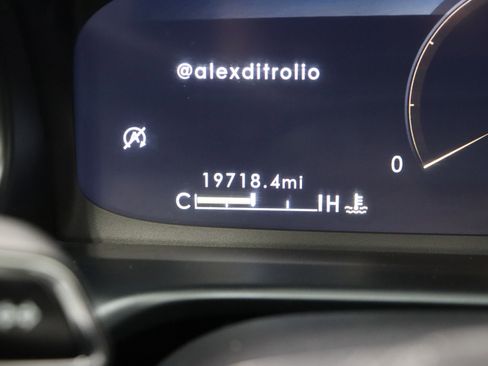 @alexditrolio
0
19718.4mi
C H